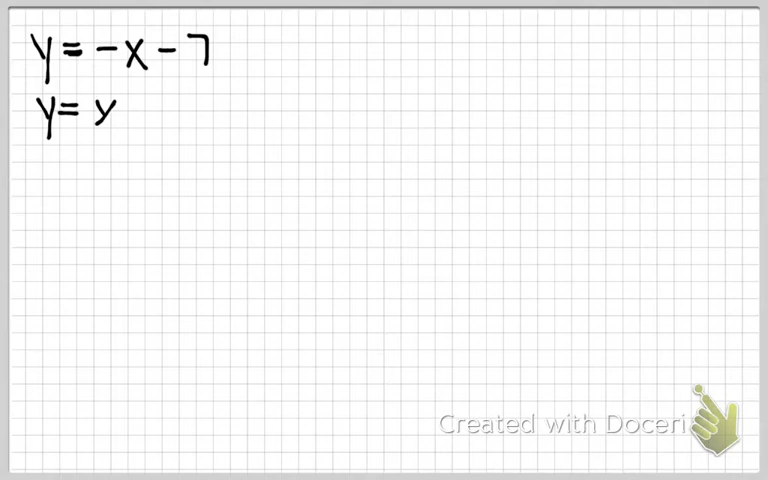 y = -x - 7
y = y
Created with Doceri